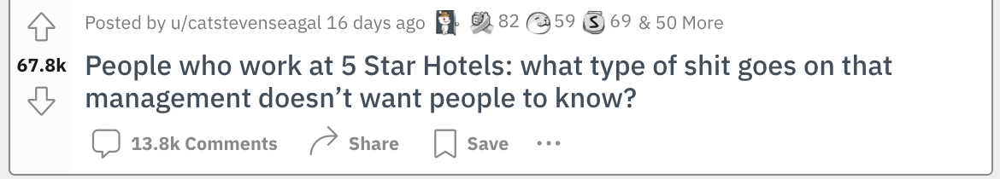 Posted by u/catstevenseagal 16 days ago 82 59 S 69 & 50 More
67.8k
People who work at 5 Star Hotels: what type of shit goes on that
management doesn’t want people to know?
13.8k Comments Share Save ...